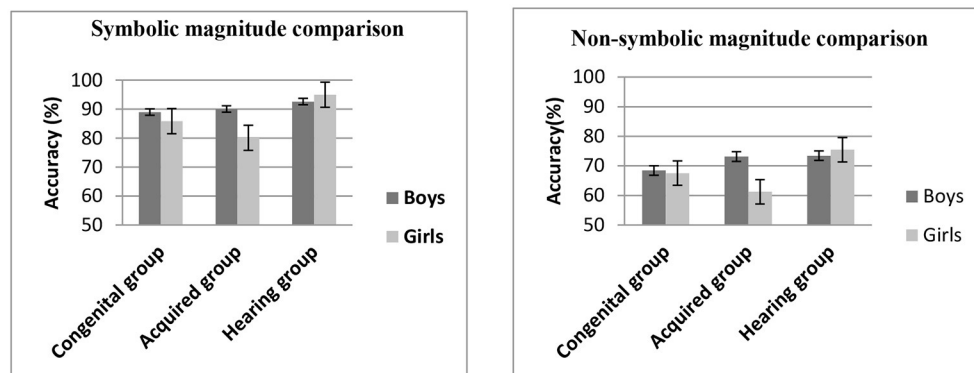 Symbolic magnitude comparison
Accuracy (%)
100
90
80
70
60
50
Congenital group
Acquired group
Hearing group
Boys
Girls
Non-symbolic magnitude comparison
Accuracy(%)
100
90
80
70
60
50
Congenital group
Acquired group
Hearing group
Boys
Girls